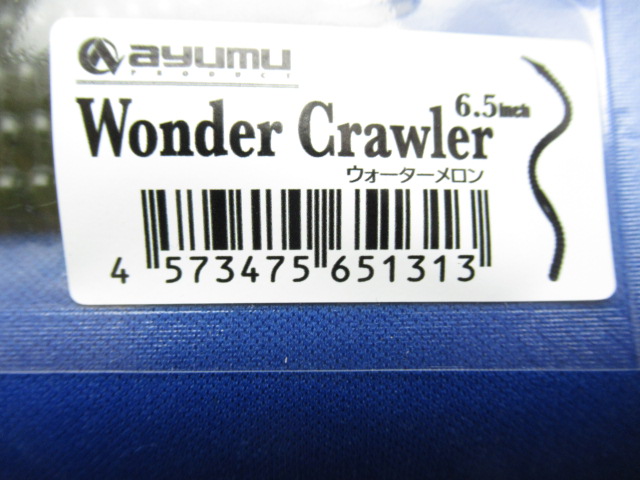 ayumu
PRODUCT
6.5inch
Wonder Crawler
ウォーターメロン
4 573475 651313